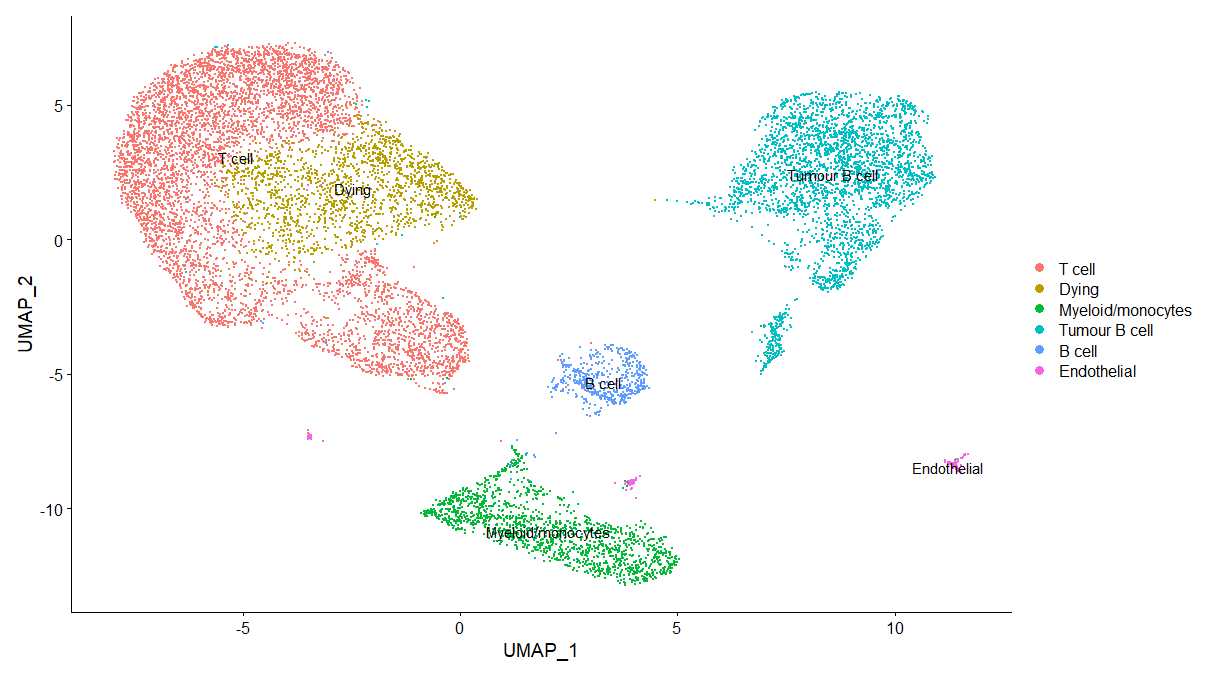 UMAP_2
5
0
-5
-10
T cell
Dying
Tumour B cell
B cell
Endothelial
Myeloid/monocytes
-5
0
5
10
UMAP_1
T cell
Dying
Myeloid/monocytes
Tumour B cell
B cell
Endothelial